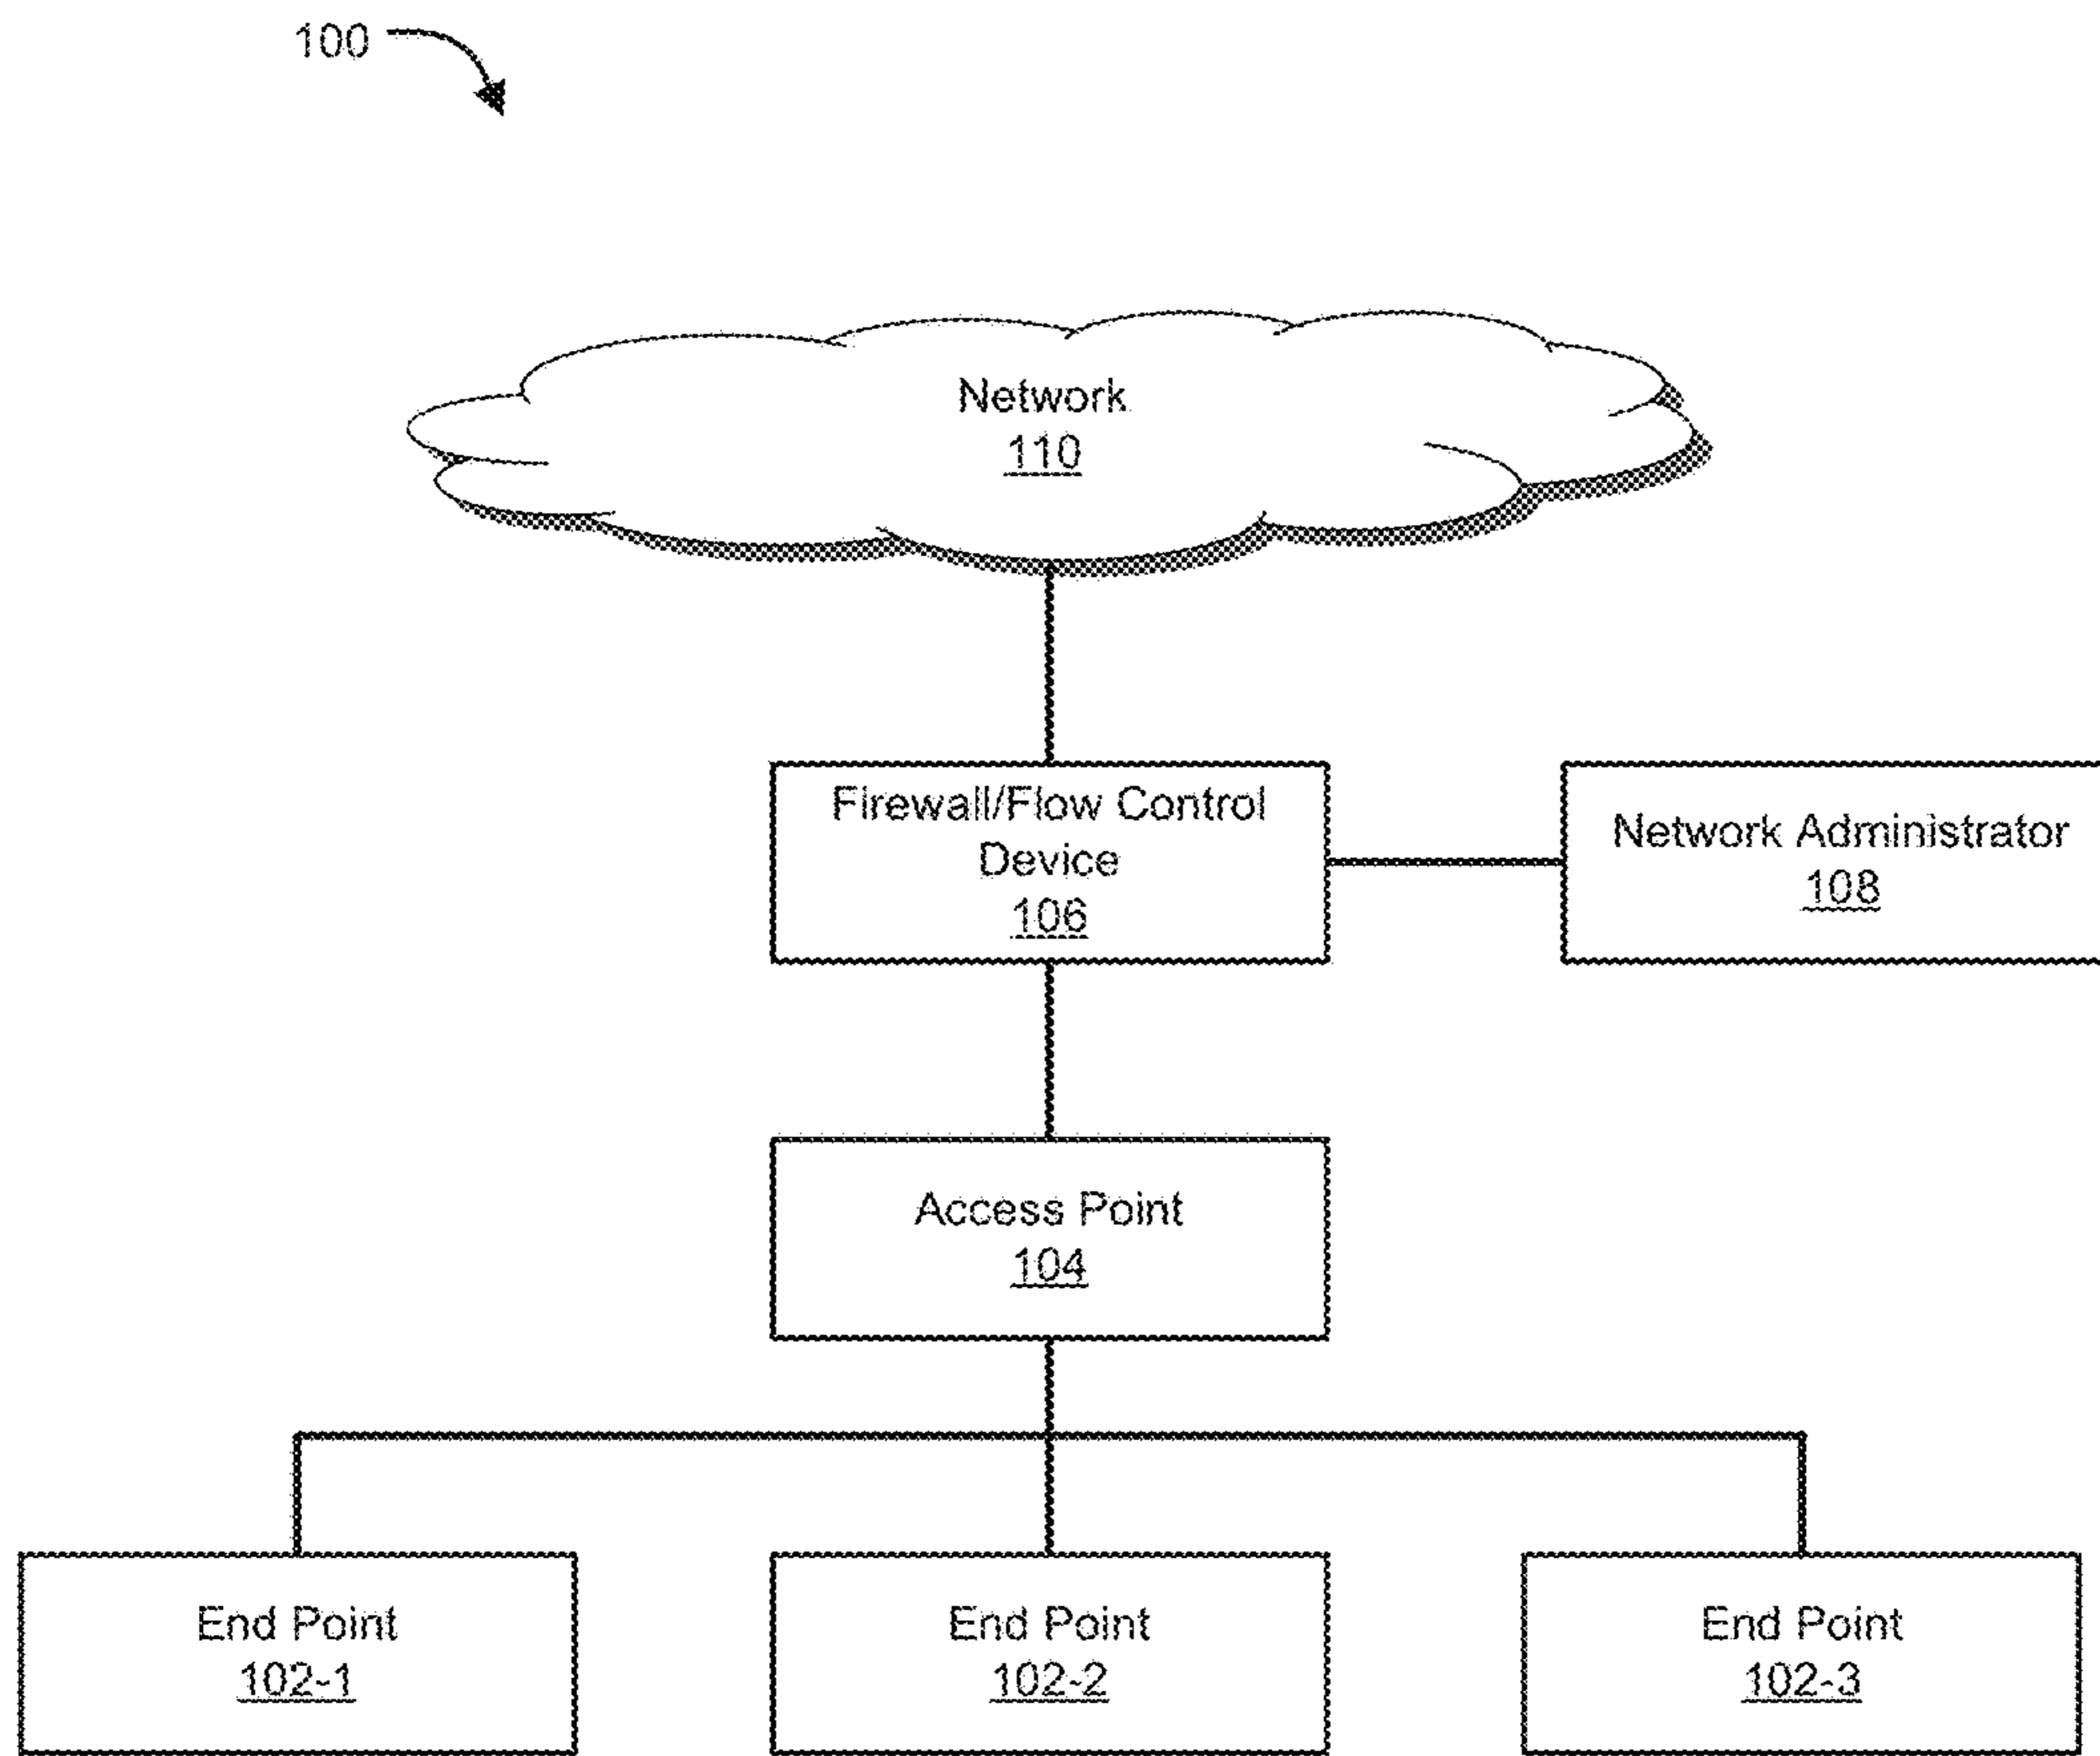 100
Network
110
Firewall/Flow Control
Device
106
Network Administrator
108
Access Point
104
End Point
102-1
End Point
102-2
End Point
102-3